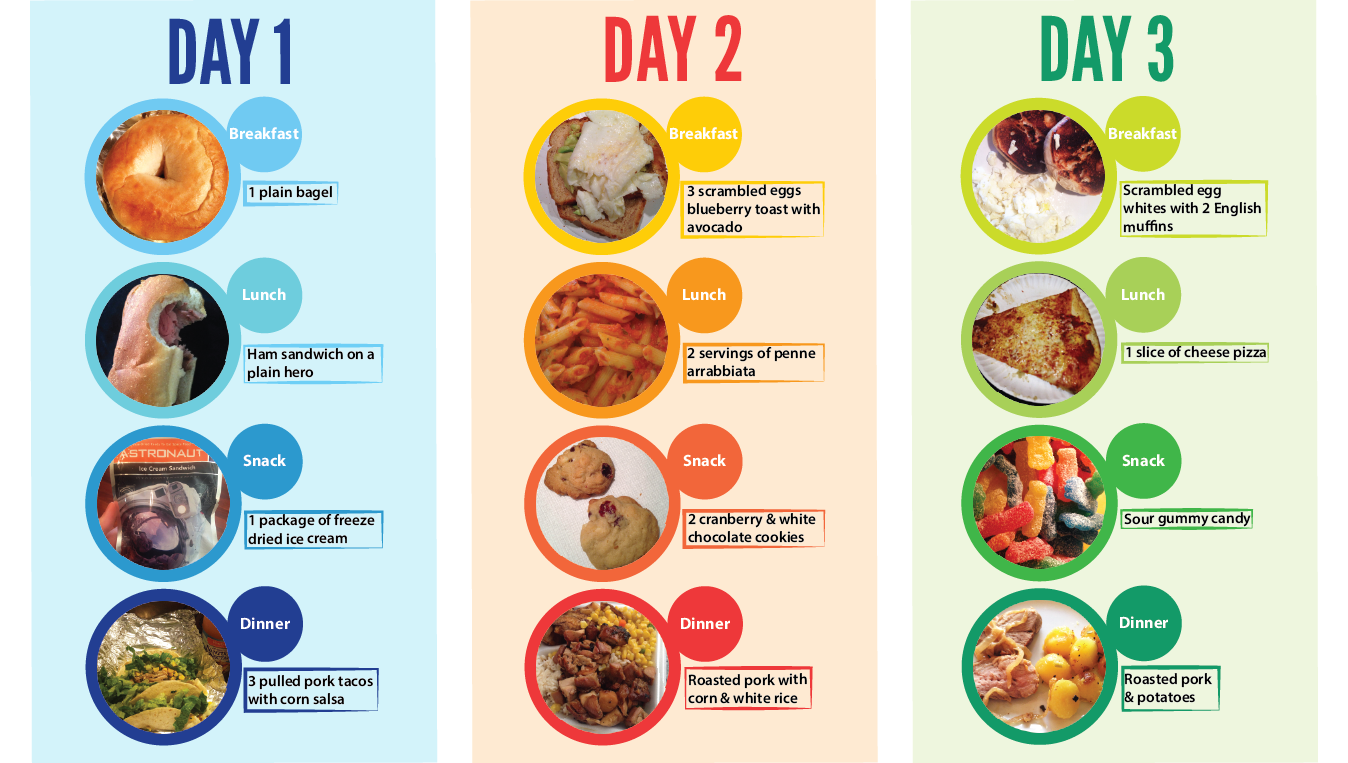 DAY 1
Breakfast
1 plain bagel
Lunch
Ham sandwich on a
plain hero
ASTRONAUT
Ice Cream Sandwich
Snack
1 package of freeze
dried ice cream
Dinner
3 pulled pork tacos
with corn salsa
DAY 2
Breakfast
3 scrambled eggs
blueberry toast with
avocado
Lunch
2 servings of penne
arrabbiata
Snack
2 cranberry & white
chocolate cookies
Dinner
Roasted pork with
corn & white rice
DAY 3
Breakfast
Scrambled egg
whites with 2 English
muffins
Lunch
1 slice of cheese pizza
Snack
Sour gummy candy
Dinner
Roasted pork
& potatoes